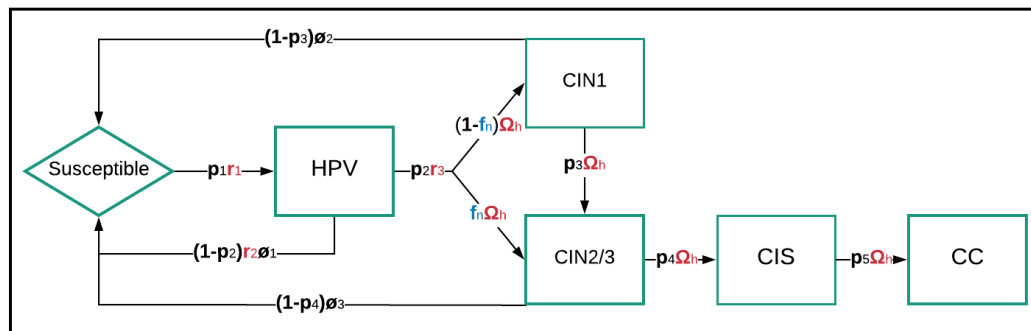 (1-p₃)ø₂
CIN1
(1-fₙ)Ωₕ
Susceptible
p₁r₁
HPV
p₂r₃
p₃Ωₕ
fₙΩₕ
(1-p₂)r₂ø₁
CIN2/3
p₄Ωₕ
CIS
p₅Ωₕ
CC
(1-p₄)ø₃